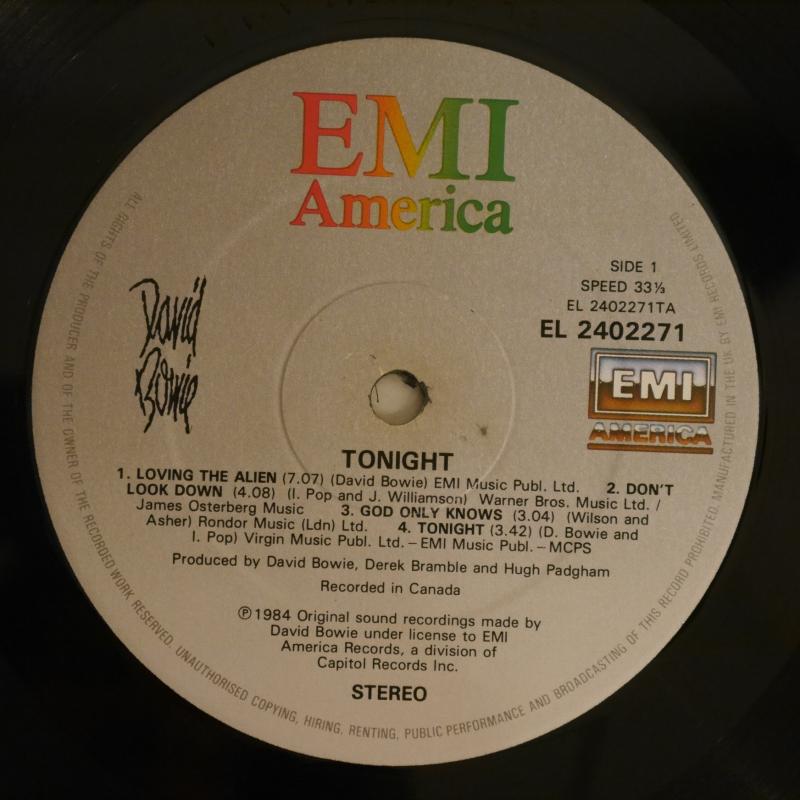 EMI
America
David
Bowie
SIDE 1
SPEED 33⅓
EL 2402271TA
EL 2402271
EMI
AMERICA
TONIGHT
1. LOVING THE ALIEN (7.07) (David Bowie) EMI Music Publ. Ltd. 2. DON'T
LOOK DOWN (4.08) (I. Pop and J. Williamson) Warner Bros. Music Ltd. /
James Osterberg Music 3. GOD ONLY KNOWS (3.04) (Wilson and
Asher) Rondor Music (Ldn) Ltd. 4. TONIGHT (3.42) (D. Bowie and
I. Pop) Virgin Music Publ. Ltd. – EMI Music Publ. – MCPS
Produced by David Bowie, Derek Bramble and Hugh Padgham
Recorded in Canada
℗1984 Original sound recordings made by
David Bowie under license to EMI
America Records, a division of
Capitol Records Inc.
STEREO
ALL RIGHTS OF THE PRODUCER AND OF THE OWNER OF THE RECORDED WORK RESERVED. UNAUTHORISED COPYING, HIRING, RENTING, PUBLIC PERFORMANCE AND BROADCASTING OF THIS RECORD PROHIBITED. MANUFACTURED IN THE UK BY EMI RECORDS LIMITED